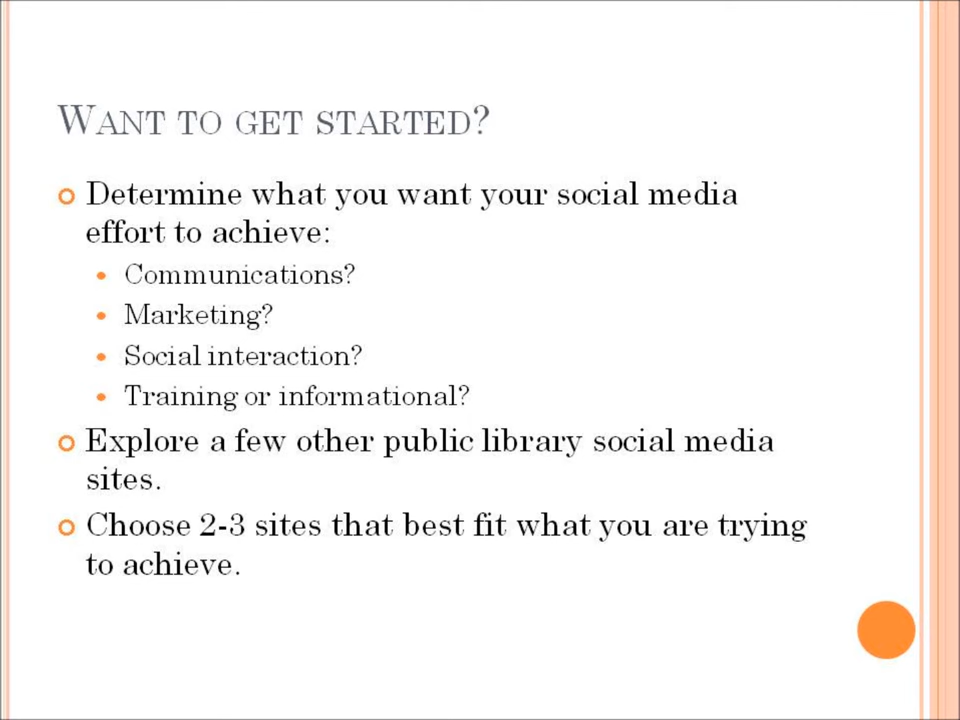 Want to get started?
Determine what you want your social media
effort to achieve:
Communications?
Marketing?
Social interaction?
Training or informational?
Explore a few other public library social media
sites.
Choose 2-3 sites that best fit what you are trying
to achieve.